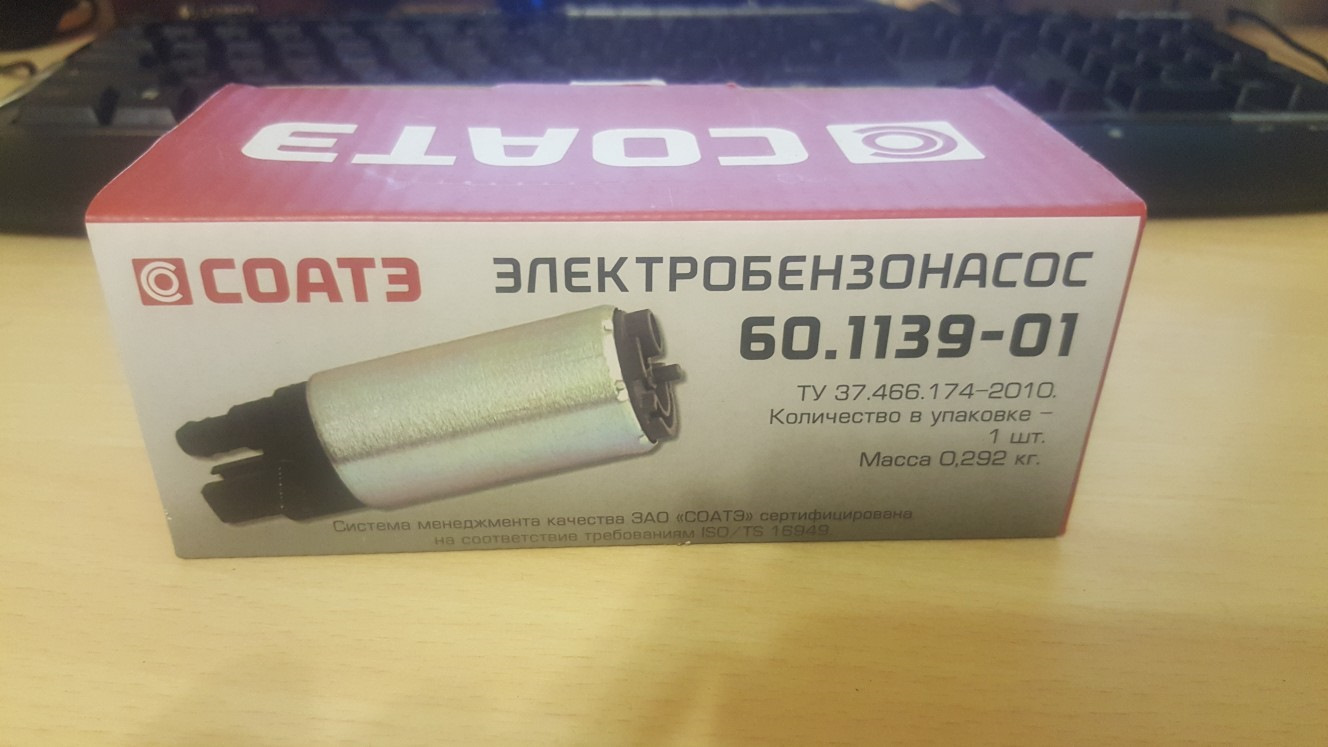 СОАТЭ
СОАТЭ
ЭЛЕКТРОБЕНЗОНАСОС
60.1139-01
ТУ 37.466.174-2010.
Количество в упаковке –
1 шт.
Масса 0,292 кг.
Система менеджмента качества ЗАО «СОАТЭ» сертифицирована
на соответствие требованиям ISO/TS 16949